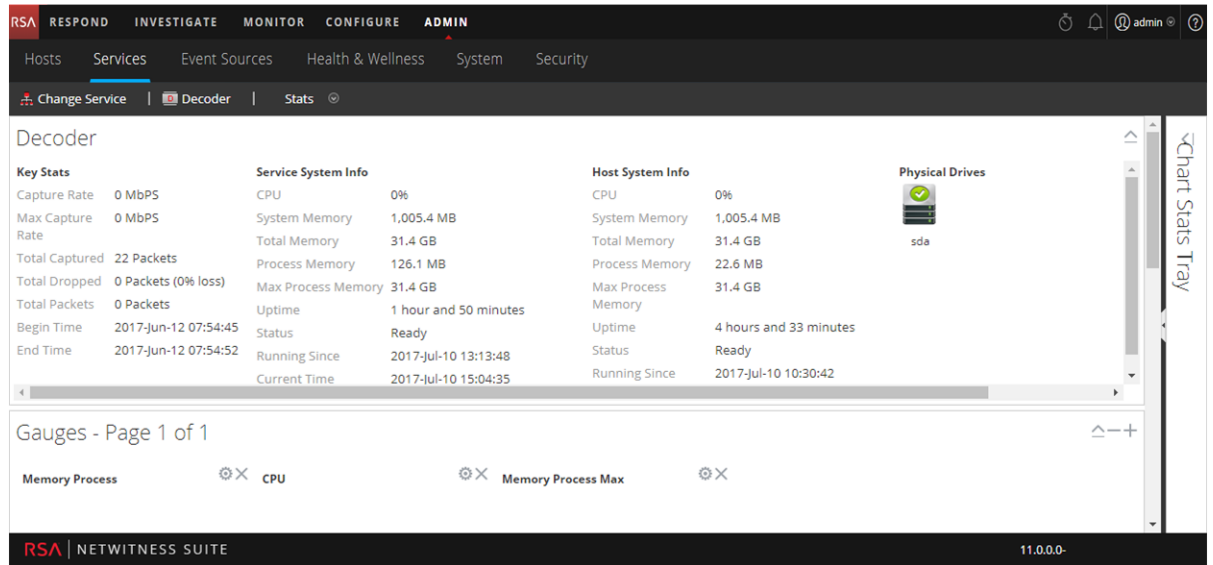 RSA RESPOND INVESTIGATE MONITOR CONFIGURE ADMIN admin ?
Hosts Services Event Sources Health & Wellness System Security
Change Service | D Decoder | Stats
Decoder
Key Stats
Capture Rate 0 MbPS
Max Capture Rate 0 MbPS
Total Captured 22 Packets
Total Dropped 0 Packets (0% loss)
Total Packets 0 Packets
Begin Time 2017-Jun-12 07:54:45
End Time 2017-Jun-12 07:54:52
Service System Info
CPU 0%
System Memory 1,005.4 MB
Total Memory 31.4 GB
Process Memory 126.1 MB
Max Process Memory 31.4 GB
Uptime 1 hour and 50 minutes
Status Ready
Running Since 2017-Jul-10 13:13:48
Current Time 2017-Jul-10 15:04:35
Host System Info
CPU 0%
System Memory 1,005.4 MB
Total Memory 31.4 GB
Process Memory 22.6 MB
Max Process Memory 31.4 GB
Uptime 4 hours and 33 minutes
Status Ready
Running Since 2017-Jul-10 10:30:42
Physical Drives
sda
Chart Stats Tray
Gauges - Page 1 of 1
Memory Process CPU Memory Process Max
RSA | NETWITNESS SUITE 11.0.0.0-